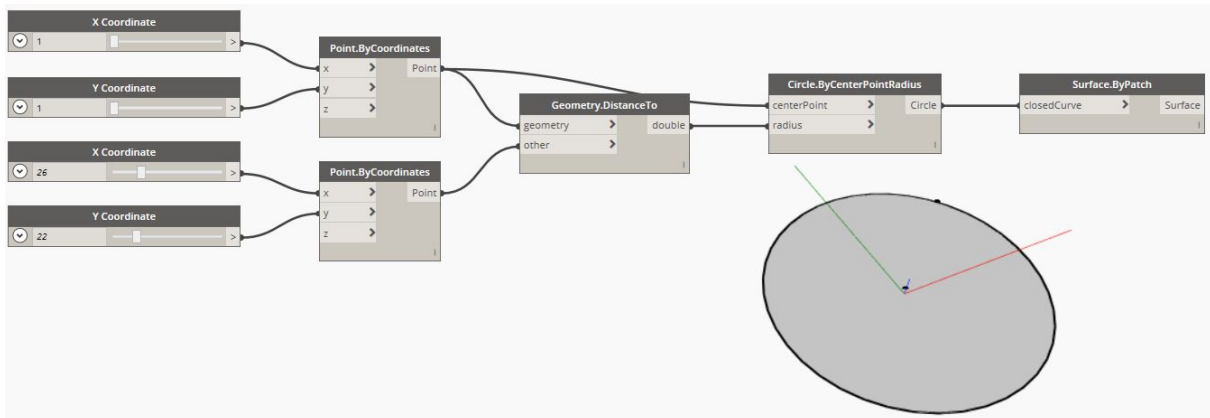 X Coordinate
1 >
Y Coordinate
1 >
X Coordinate
26 >
Y Coordinate
22 >
Point.ByCoordinates
x > Point
y >
z >
Point.ByCoordinates
x > Point
y >
z >
Geometry.DistanceTo
geometry > double
other >
Circle.ByCenterPointRadius
centerPoint > Circle
radius >
Surface.ByPatch
closedCurve > Surface